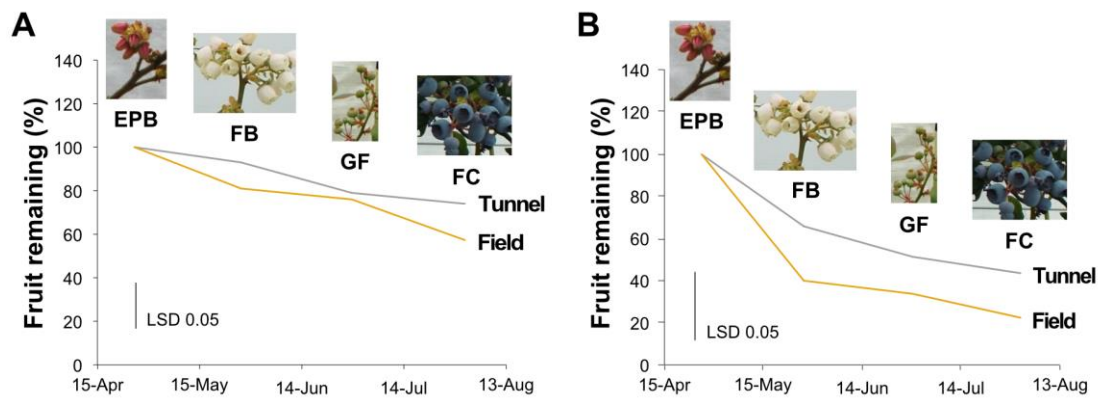 A
Fruit remaining (%)
140
120
100
80
60
40
20
0
EPB
FB
GF
FC
Tunnel
Field
LSD 0.05
15-Apr
15-May
14-Jun
14-Jul
13-Aug
B
Fruit remaining (%)
140
120
100
80
60
40
20
0
EPB
FB
GF
FC
Tunnel
Field
LSD 0.05
15-Apr
15-May
14-Jun
14-Jul
13-Aug